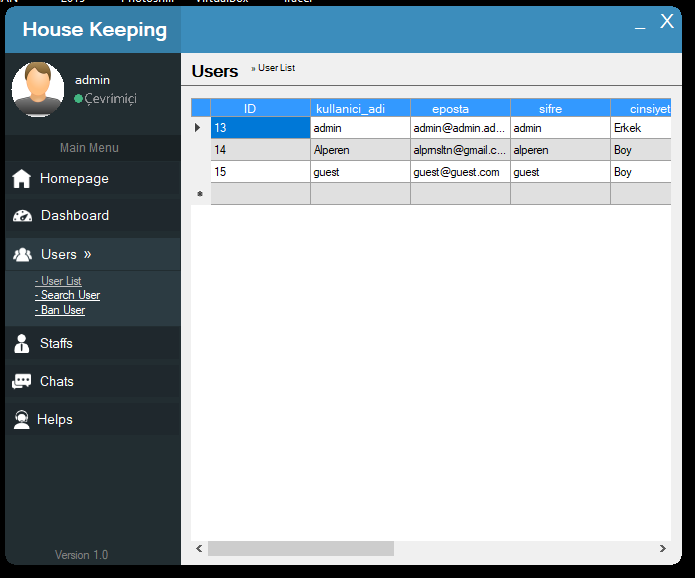 House Keeping
_ X
admin
Çevrimiçi
Main Menu
Homepage
Dashboard
Users »
- User List
- Search User
- Ban User
Staffs
Chats
Helps
Version 1.0
Users » User List
ID kullanici_adi eposta sifre cinsiyet
13 admin admin@admin.ad... admin Erkek
14 Alperen alprnsltn@gmail.c... alperen Boy
15 guest guest@guest.com guest Boy